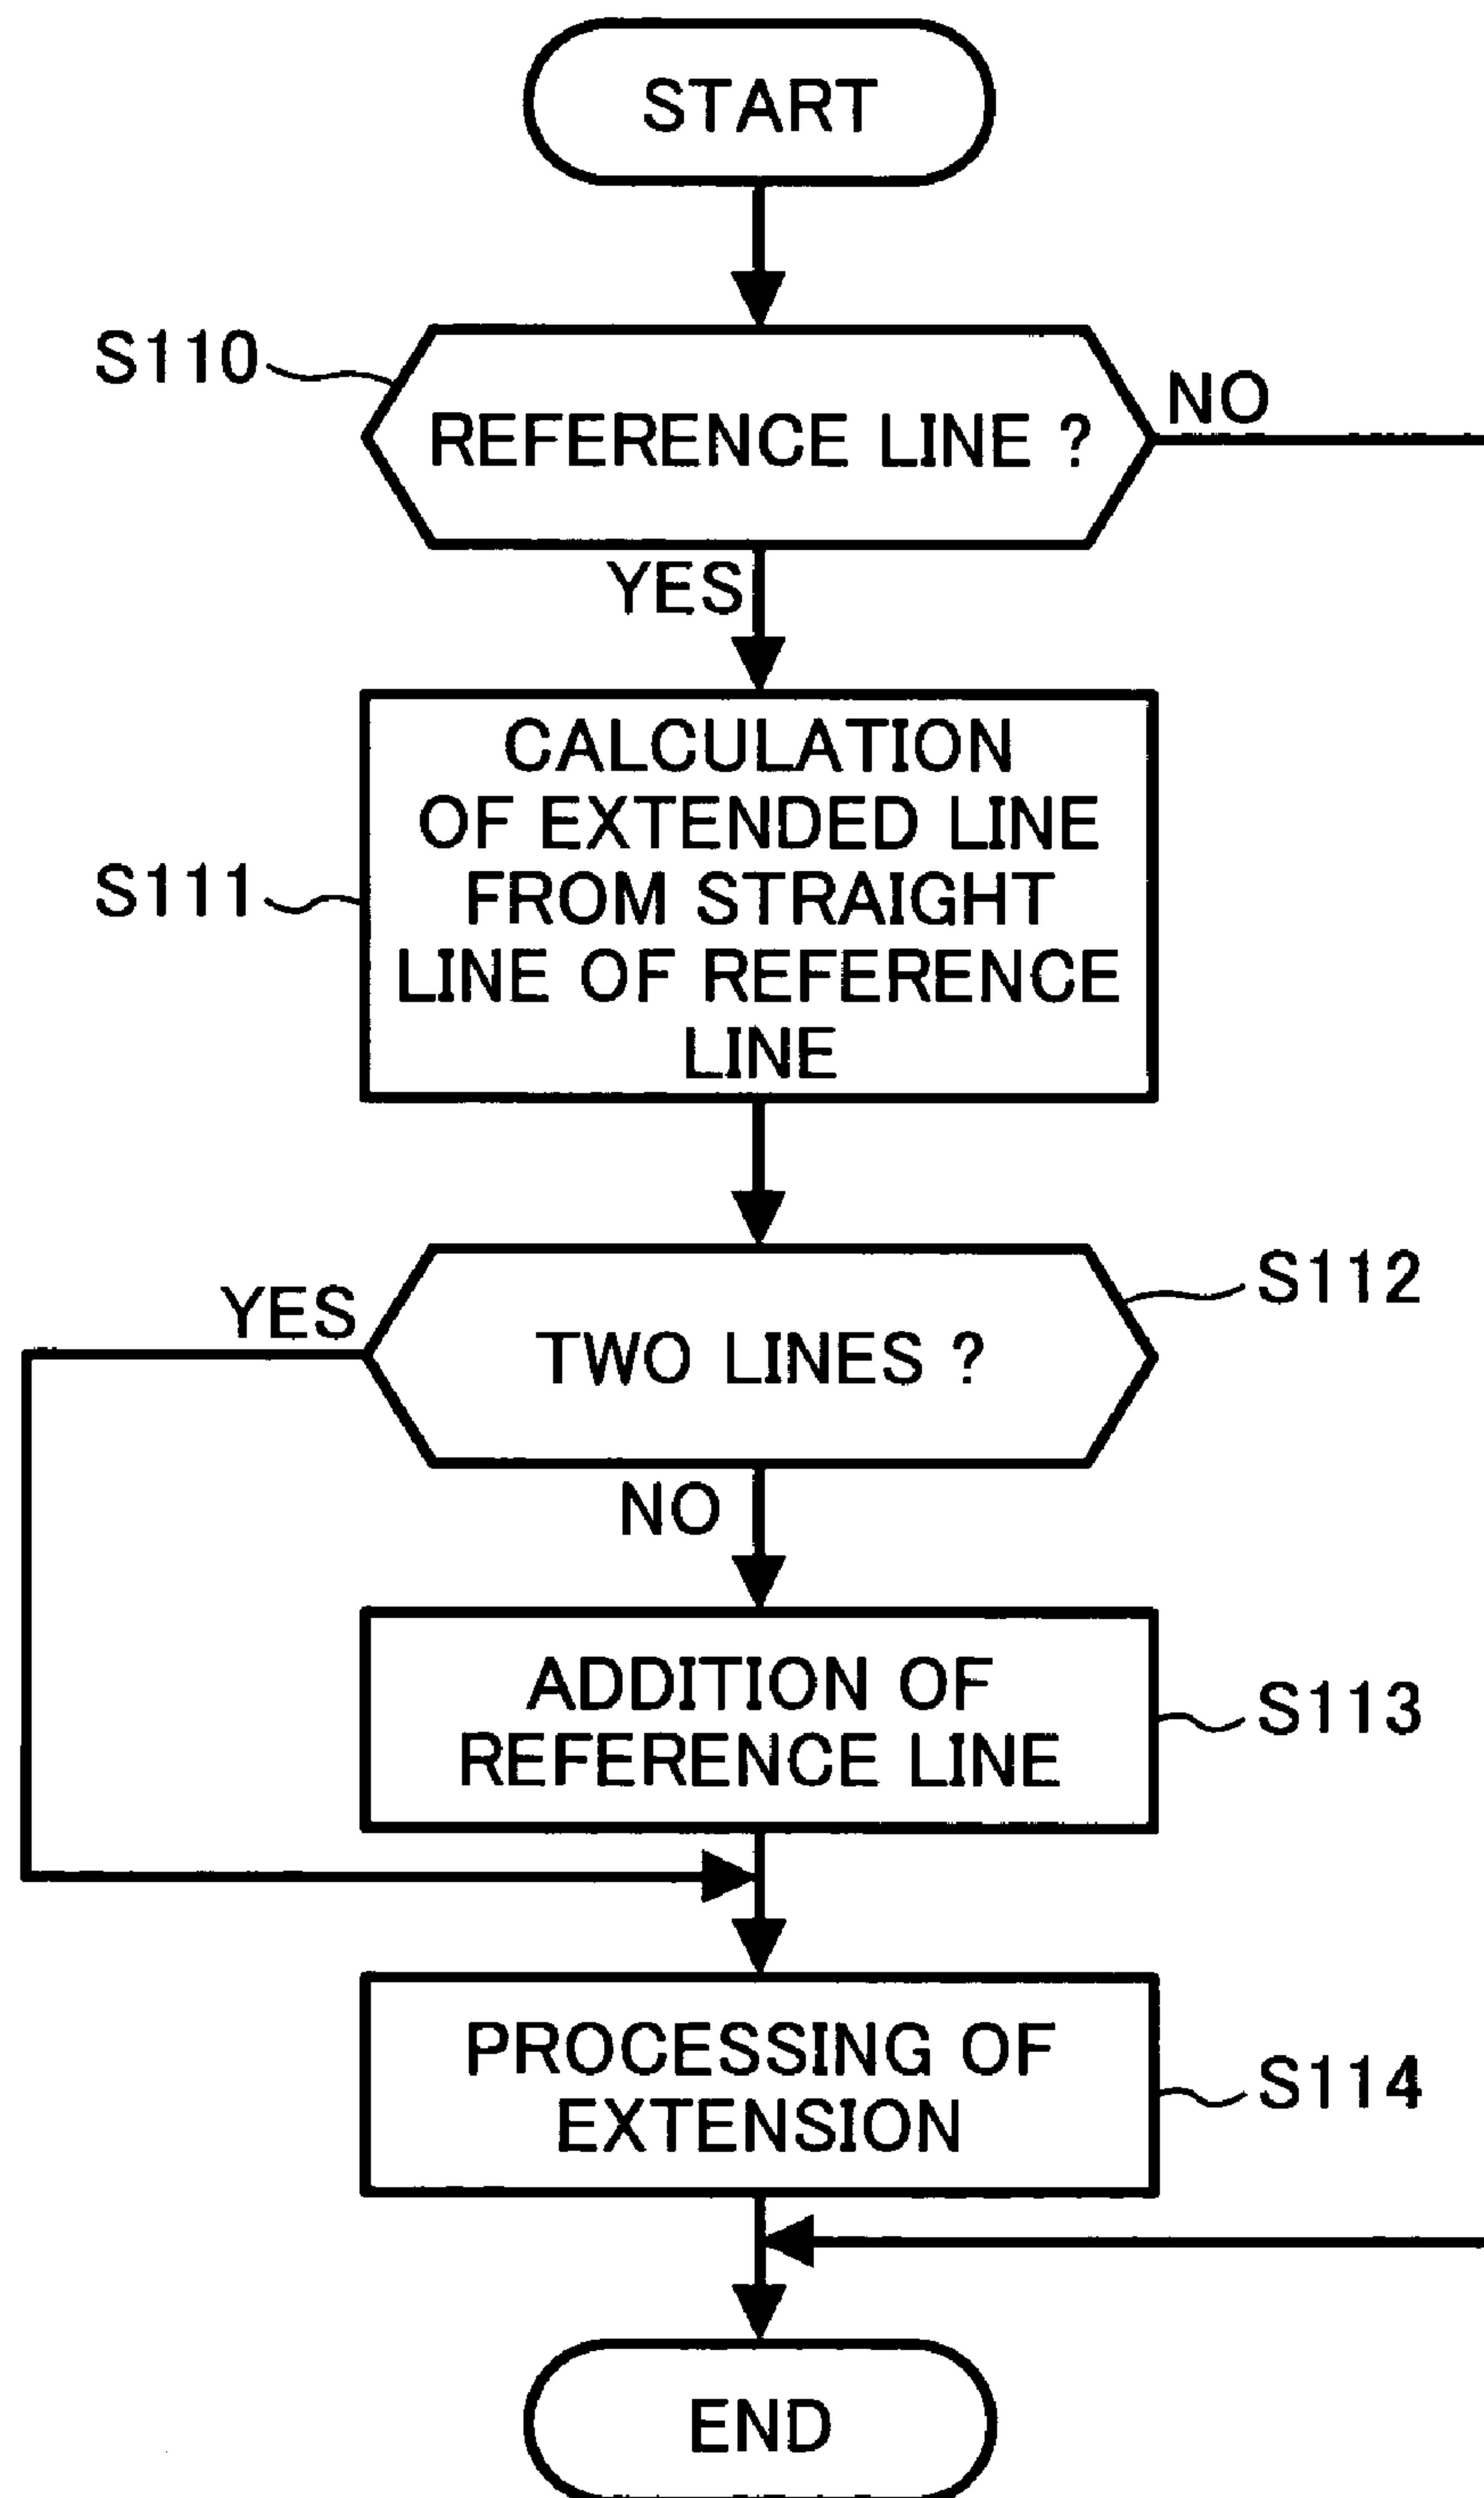 START
S110
REFERENCE LINE ?
NO
YES
CALCULATION
OF EXTENDED LINE
FROM STRAIGHT
LINE OF REFERENCE
LINE
S111
S112
YES
TWO LINES ?
NO
ADDITION OF
REFERENCE LINE
S113
PROCESSING OF
EXTENSION
S114
END